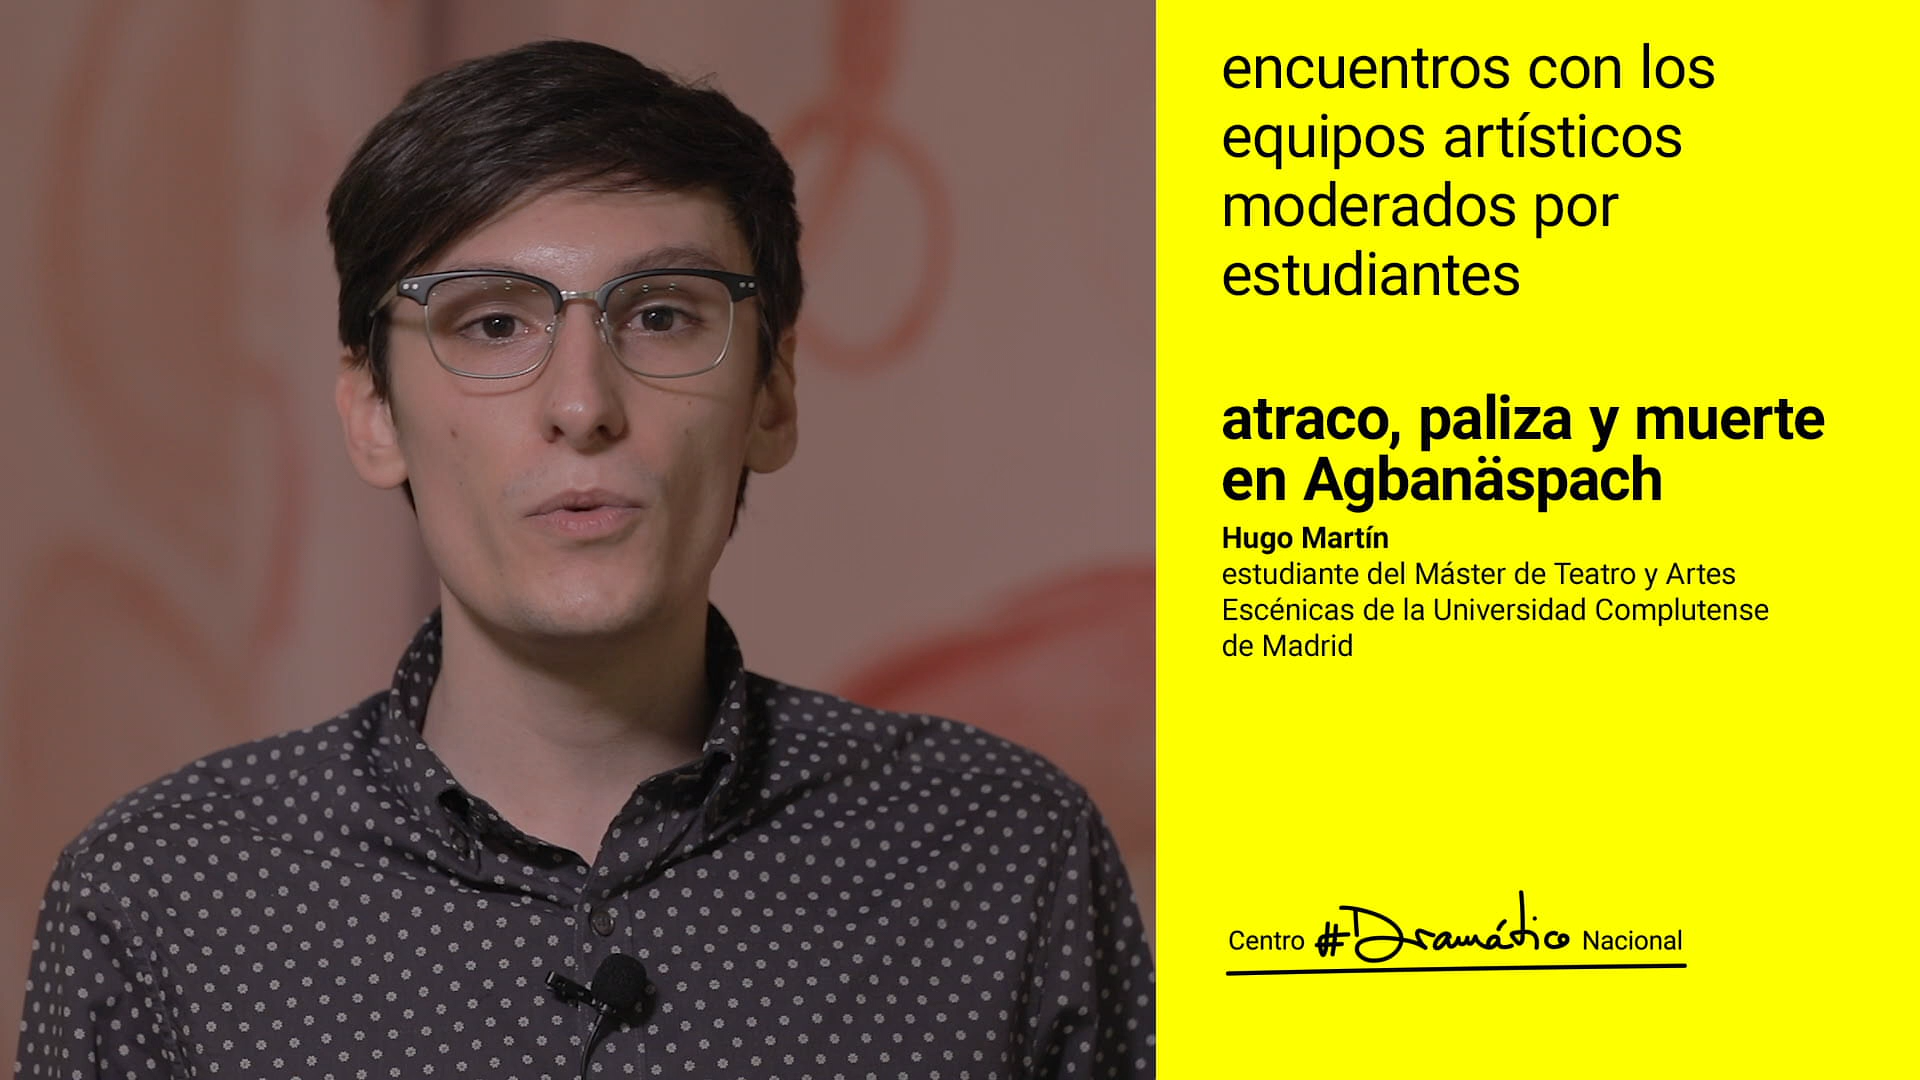 encuentros con los
equipos artísticos
moderados por
estudiantes
atraco, paliza y muerte
en Agbanäspach
Hugo Martín
estudiante del Máster de Teatro y Artes
Escénicas de la Universidad Complutense
de Madrid
Centro #Dramático Nacional